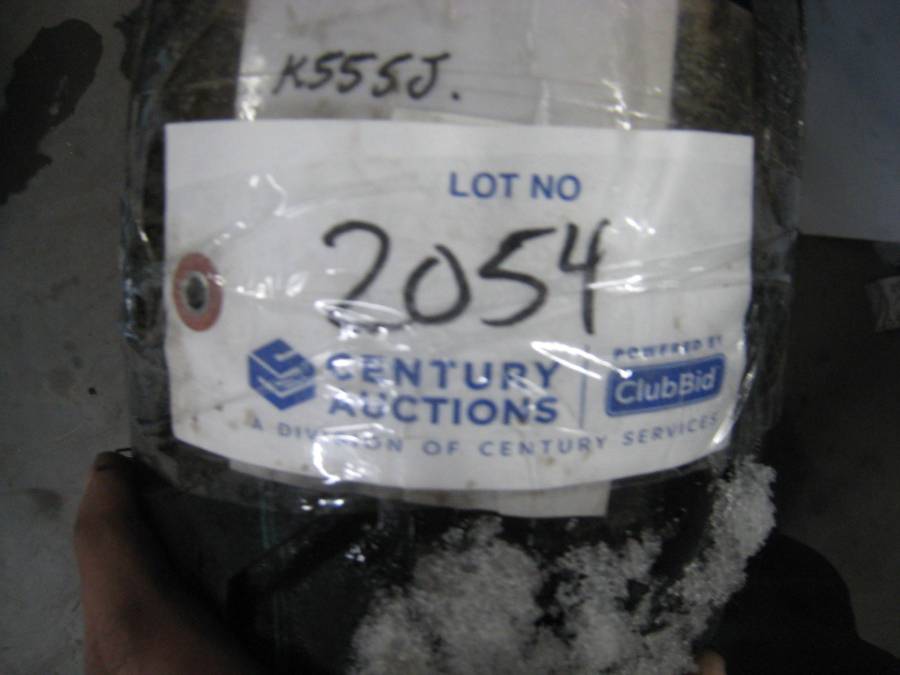 K555J.
LOT NO
2054
CENTURY AUCTIONS
POWERED BY
ClubBid
A DIVISION OF CENTURY SERVICES